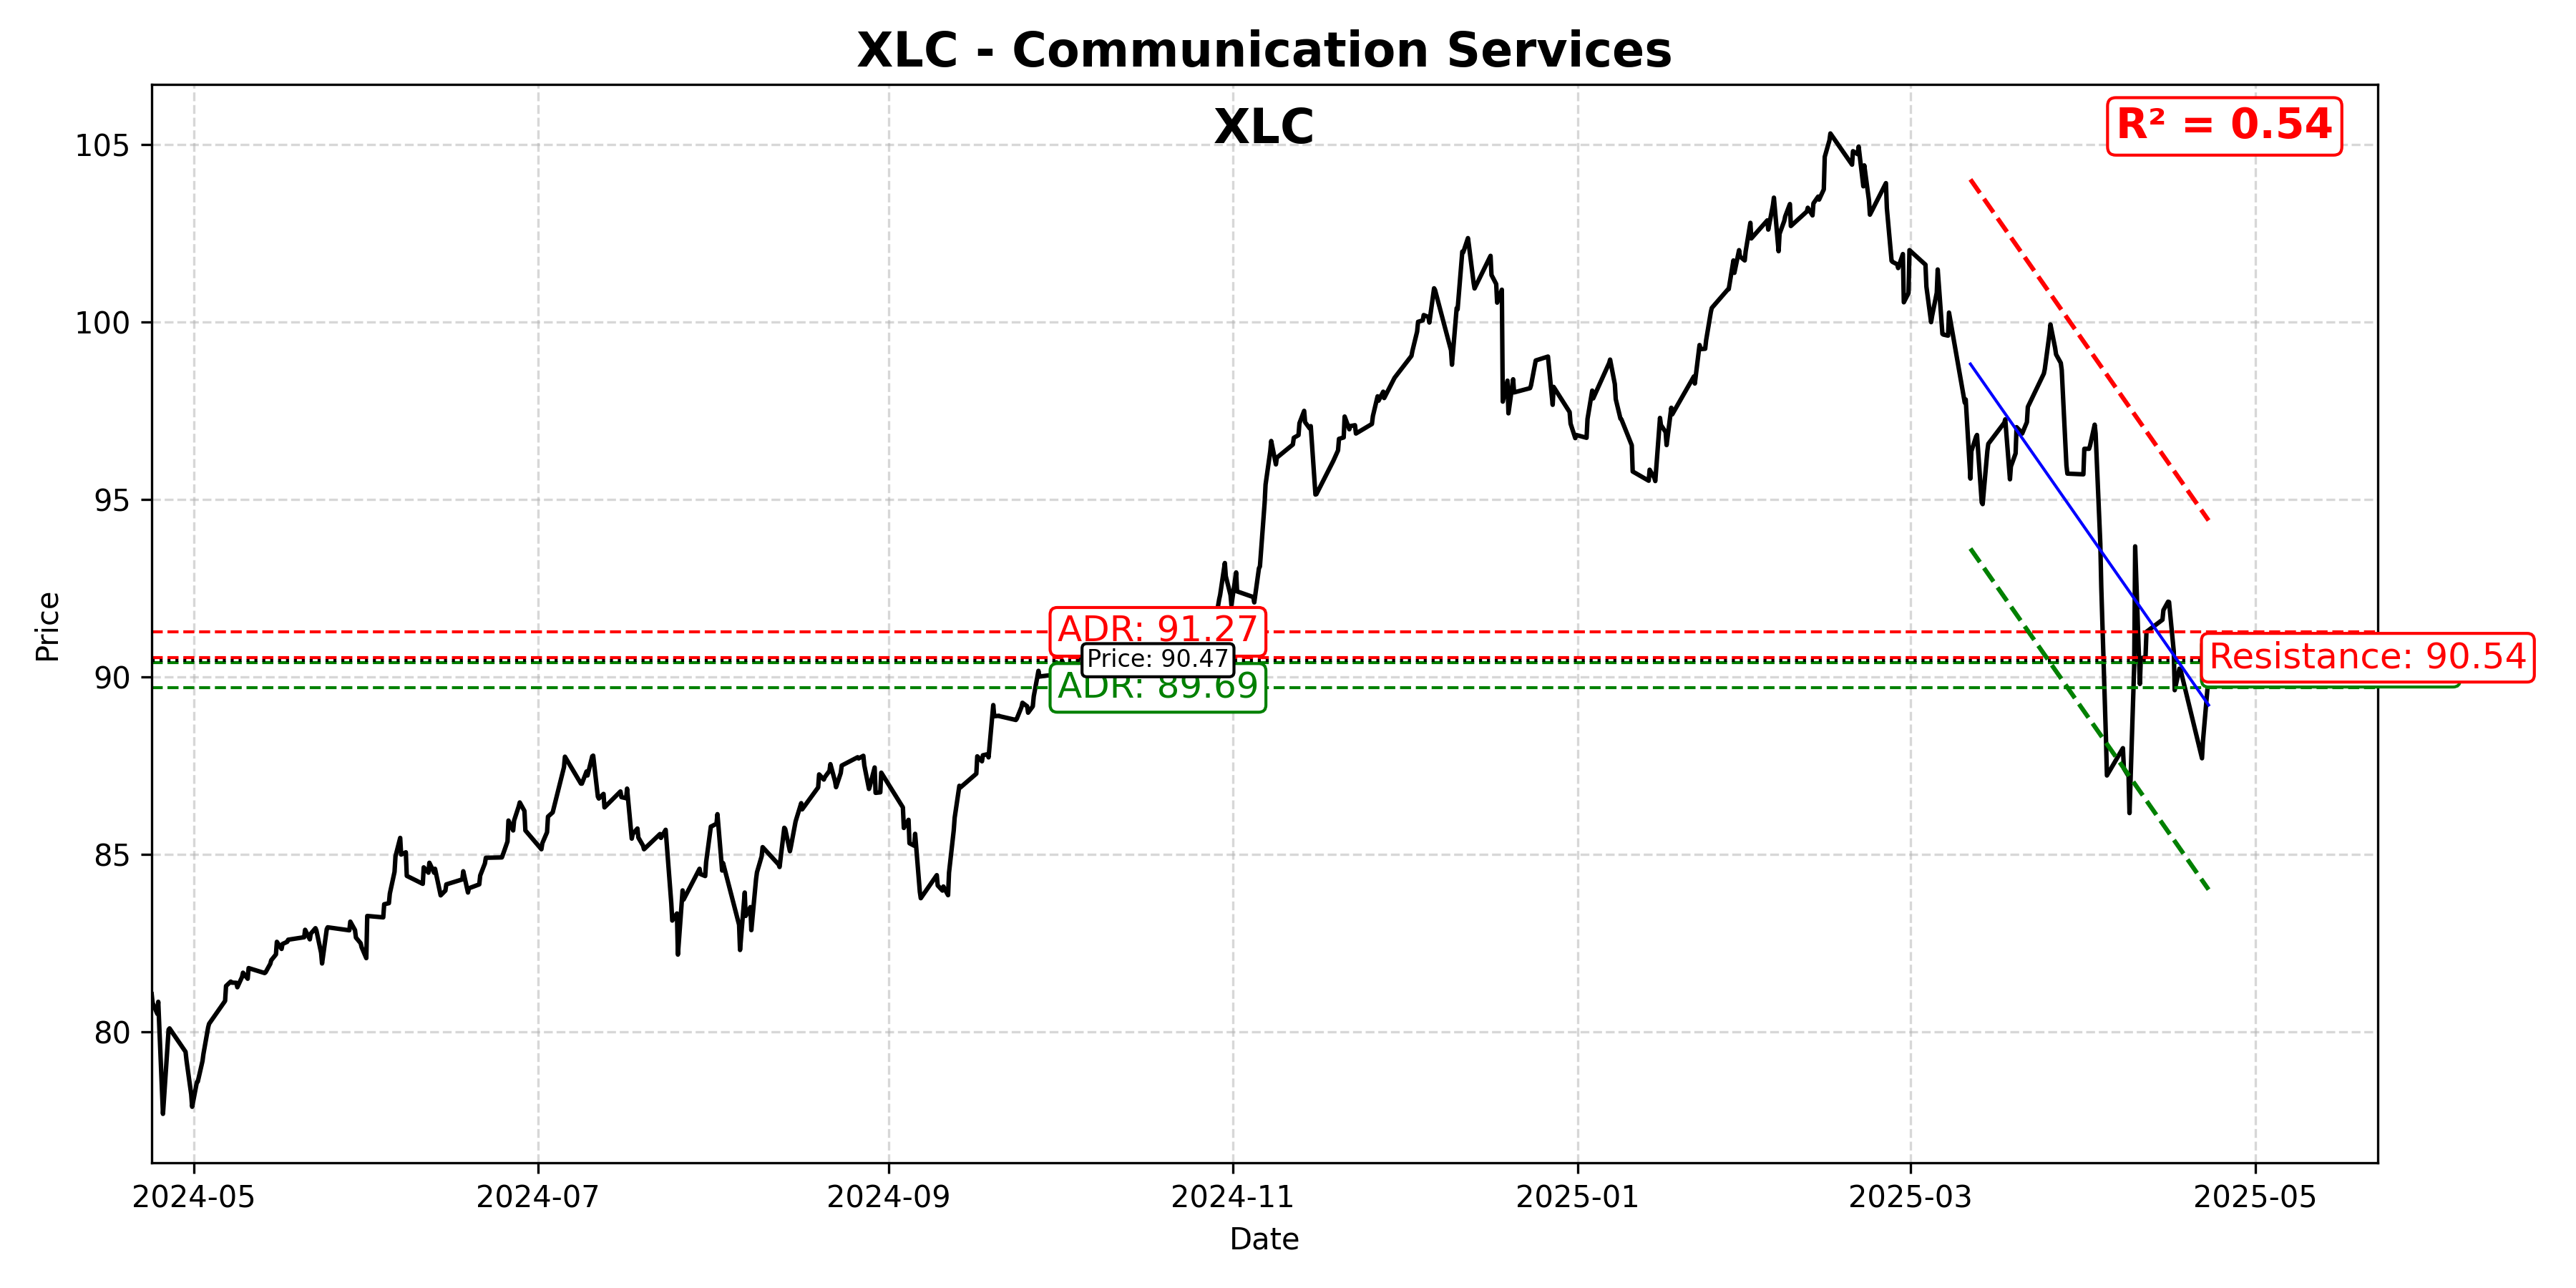 XLC - Communication Services
XLC
R² = 0.54
105
100
95
90
85
80
Price
ADR: 91.27
Price: 90.47
ADR: 89.69
Resistance: 90.54
2024-05
2024-07
2024-09
2024-11
2025-01
2025-03
2025-05
Date